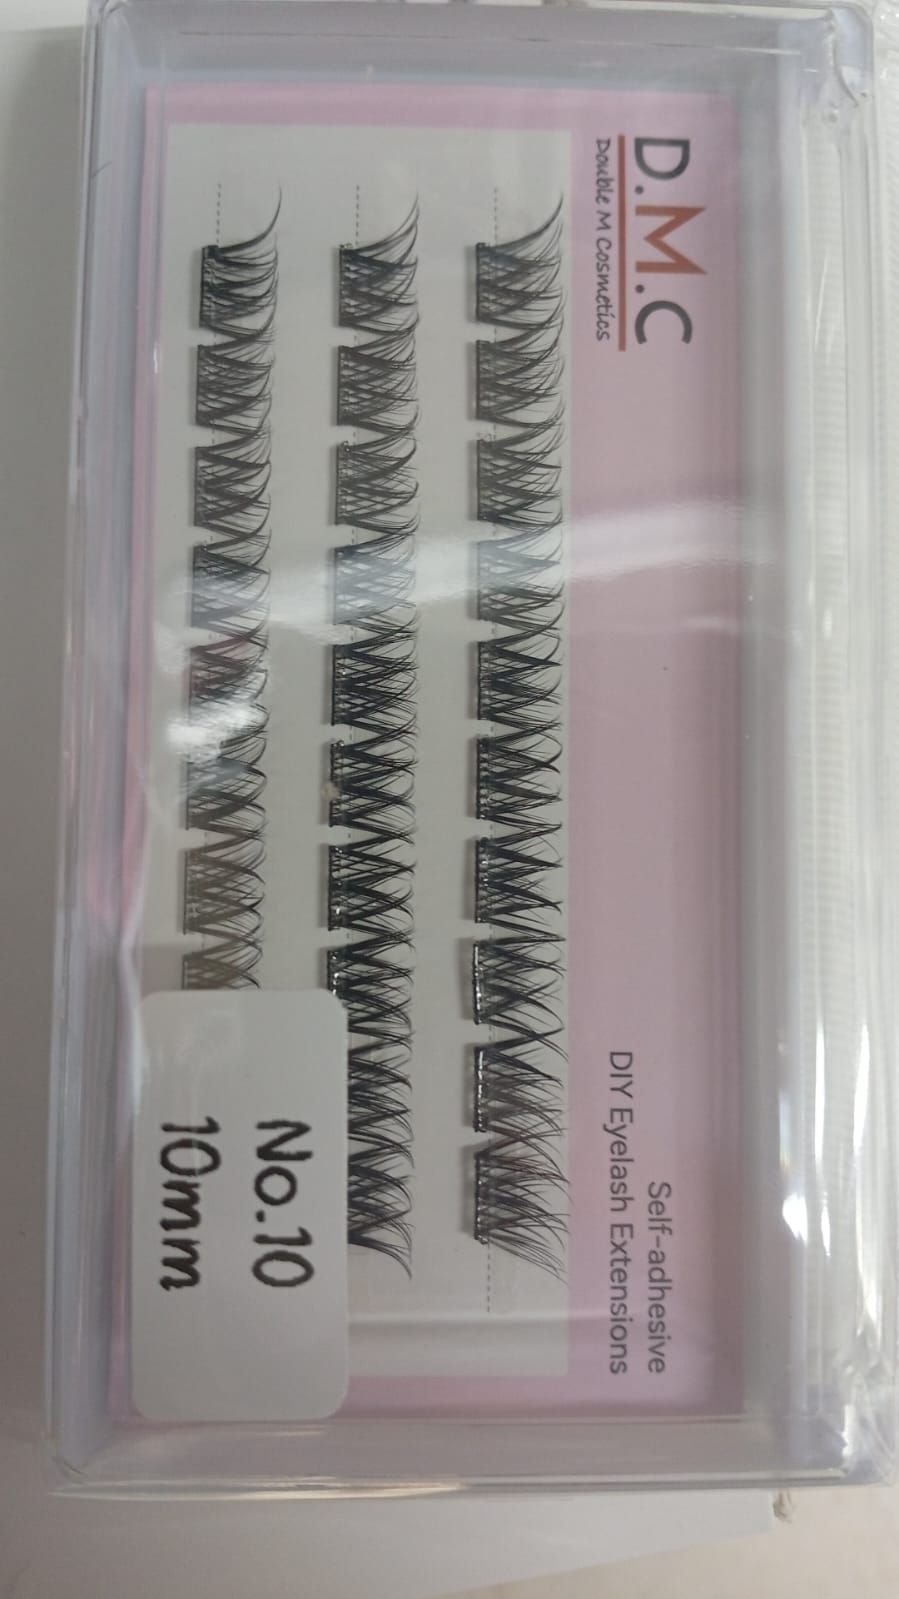 D.M.C
Double M Cosmetics
Self-adhesive
DIY Eyelash Extensions
No.10
10mm